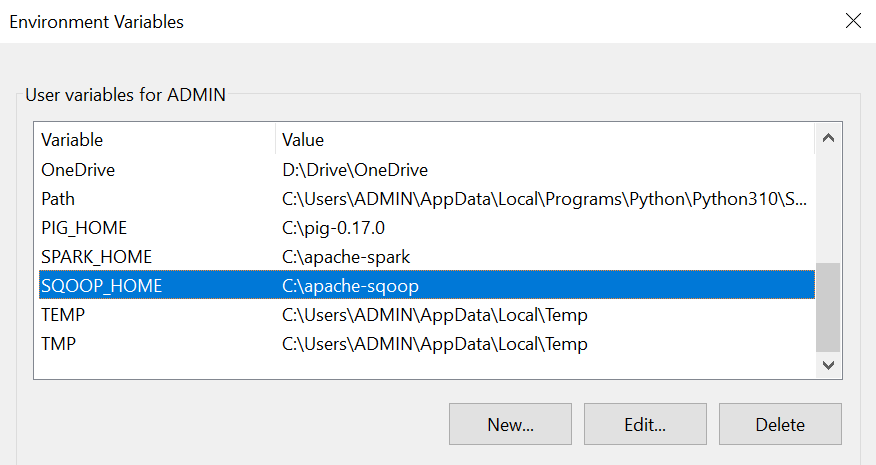 Environment Variables
User variables for ADMIN
Variable Value
OneDrive D:\Drive\OneDrive
Path C:\Users\ADMIN\AppData\Local\Programs\Python\Python310\S...
PIG_HOME C:\pig-0.17.0
SPARK_HOME C:\apache-spark
SQOOP_HOME C:\apache-sqoop
TEMP C:\Users\ADMIN\AppData\Local\Temp
TMP C:\Users\ADMIN\AppData\Local\Temp
New... Edit... Delete